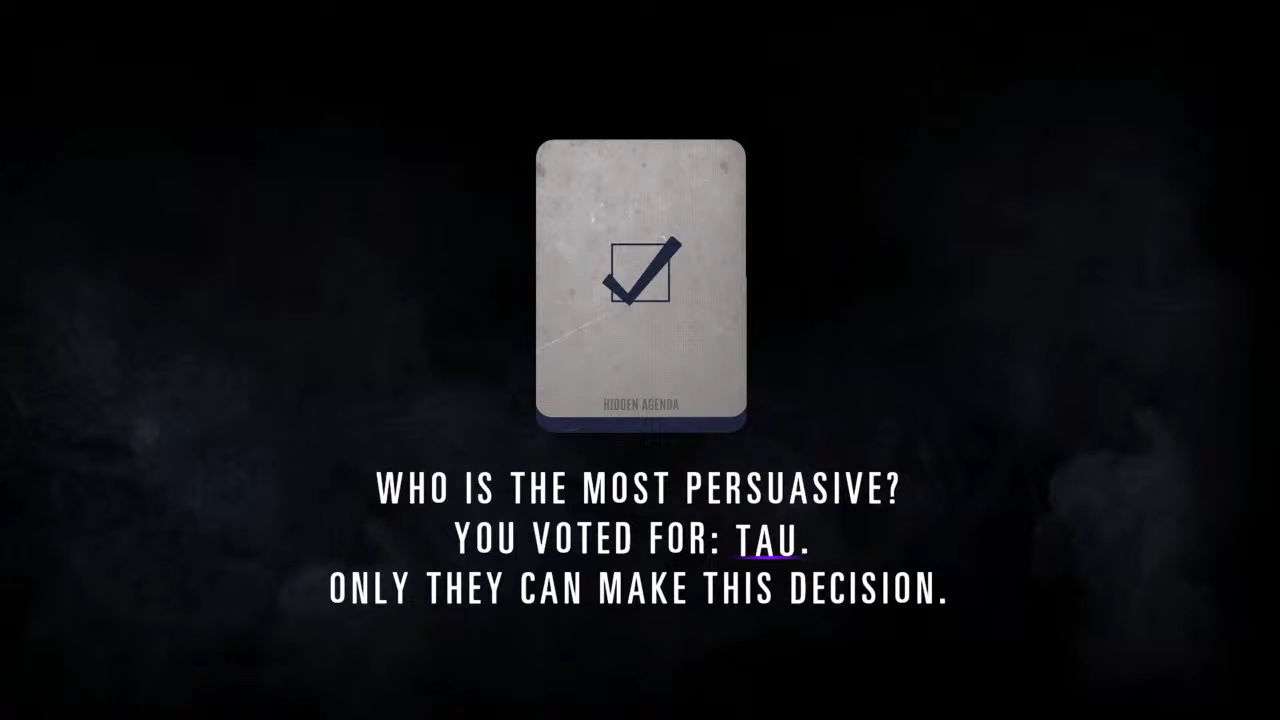 HIDDEN AGENDA
WHO IS THE MOST PERSUASIVE?
YOU VOTED FOR: TAU.
ONLY THEY CAN MAKE THIS DECISION.